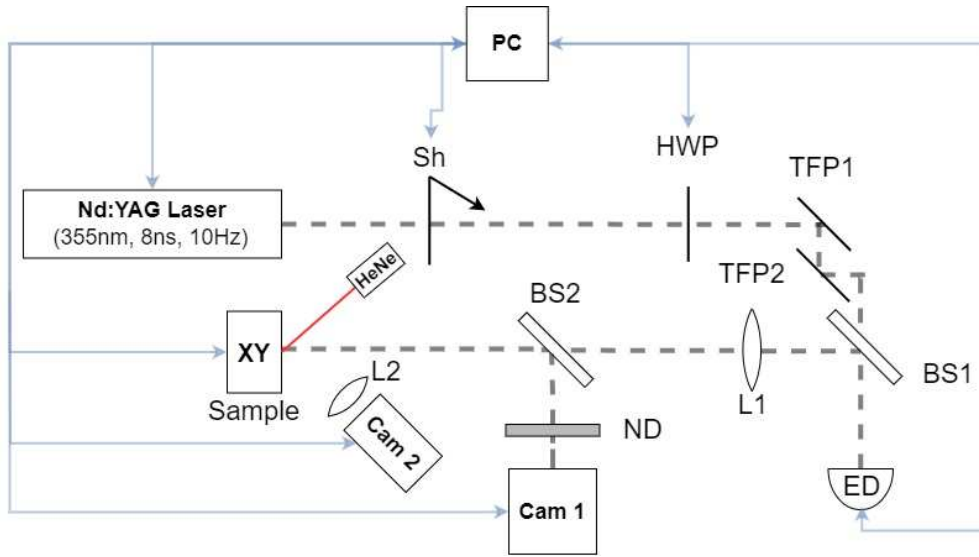 PC
Sh
HWP
TFP1
Nd:YAG Laser
(355nm, 8ns, 10Hz)
TFP2
HeNe
BS2
XY
L2
L1
BS1
Sample
Cam 2
ND
ED
Cam 1